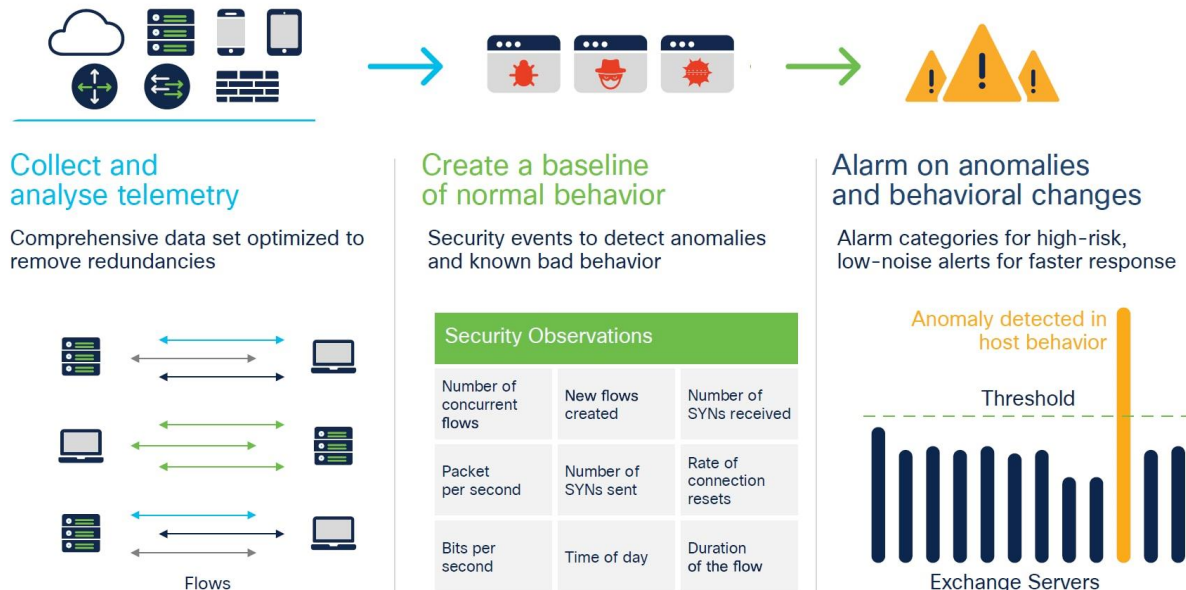 Collect and
analyse telemetry
Comprehensive data set optimized to
remove redundancies
Flows
Create a baseline
of normal behavior
Security events to detect anomalies
and known bad behavior
Security Observations
Number of
concurrent
flows
New flows
created
Number of
SYNs received
Packet
per second
Number of
SYNs sent
Rate of
connection
resets
Bits per
second
Time of day
Duration
of the flow
Alarm on anomalies
and behavioral changes
Alarm categories for high-risk,
low-noise alerts for faster response
Anomaly detected in
host behavior
Threshold
Exchange Servers